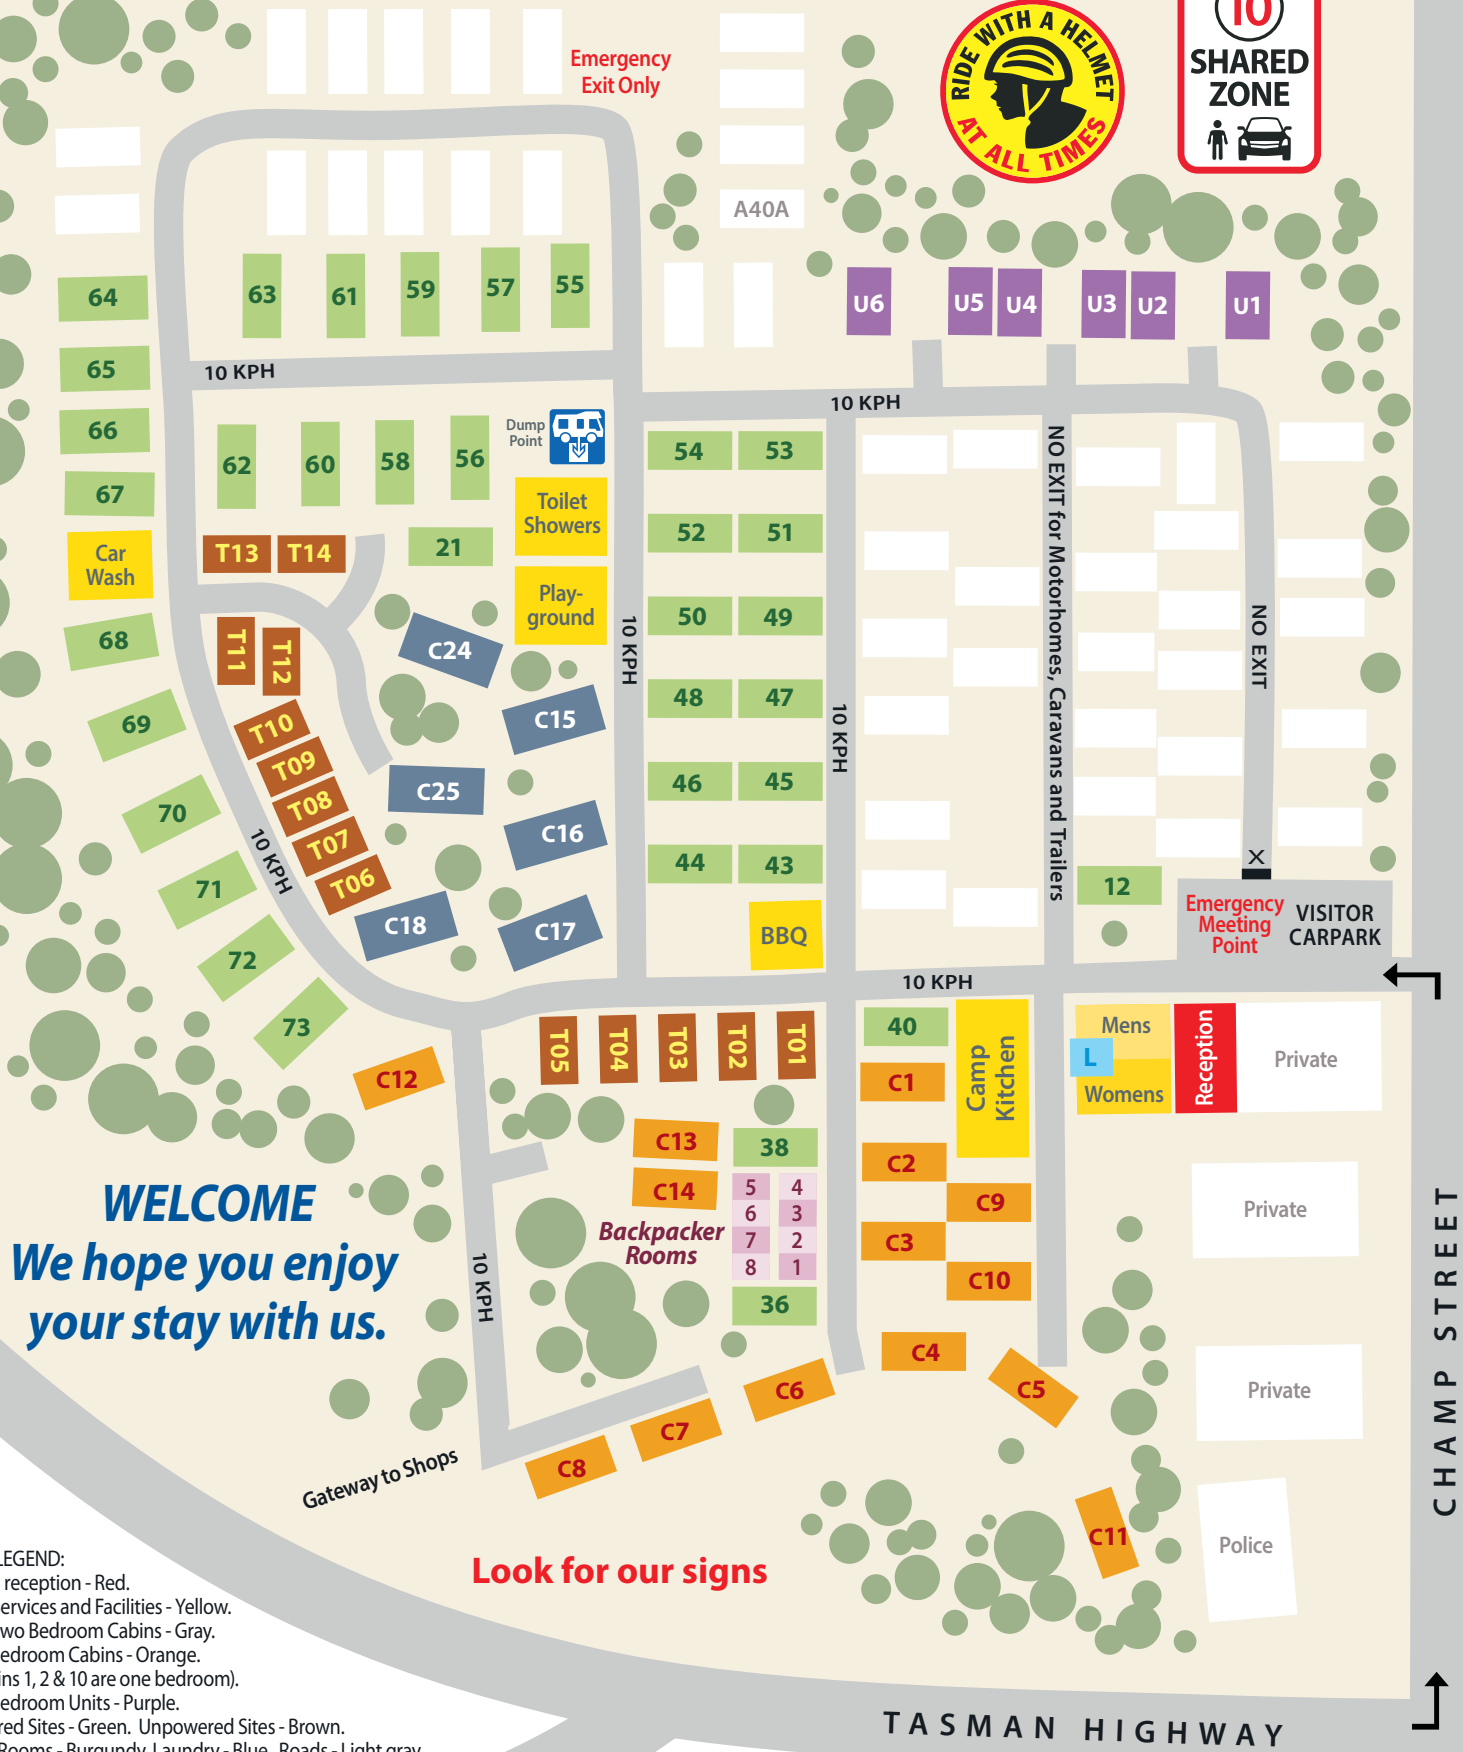 Emergency
Exit Only
RIDE WITH A HELMET
AT ALL TIMES
10
SHARED
ZONE
A40A
64
63
61
59
57
55
U6
U5
U4
U3
U2
U1
65
10 KPH
10 KPH
66
67
62
60
58
56
Dump
Point
Toilet
Showers
54
53
Car
Wash
T13
T14
21
52
51
Play-
ground
68
T11
T12
C24
10 KPH
50
49
NO EXIT for Motorhomes, Caravans and Trailers
NO EXIT
69
T10
C15
48
47
10 KPH
T09
70
T08
C25
46
45
T07
C16
10 KPH
71
T06
44
43
X
12
72
C18
C17
BBQ
Emergency
Meeting
Point
VISITOR
CARPARK
10 KPH
73
T05
T04
T03
T02
T01
40
Camp
Kitchen
Mens
L
Womens
Reception
Private
C12
C1
C13
38
C2
C14
5 4
6 3
7 2
8 1
Backpacker
Rooms
C9
C3
C10
36
Private
WELCOME
We hope you enjoy
your stay with us.
10 KPH
C4
C5
C6
C7
C8
Private
CHAMP STREET
Gateway to Shops
C11
Police
Look for our signs
LEGEND:
reception - Red.
ervices and Facilities - Yellow.
wo Bedroom Cabins - Gray.
edroom Cabins - Orange.
ins 1, 2 & 10 are one bedroom).
edroom Units - Purple.
red Sites - Green. Unpowered Sites - Brown.
Rooms - Burgundy. Laundry - Blue. Roads - Light gray
TASMAN HIGHWAY